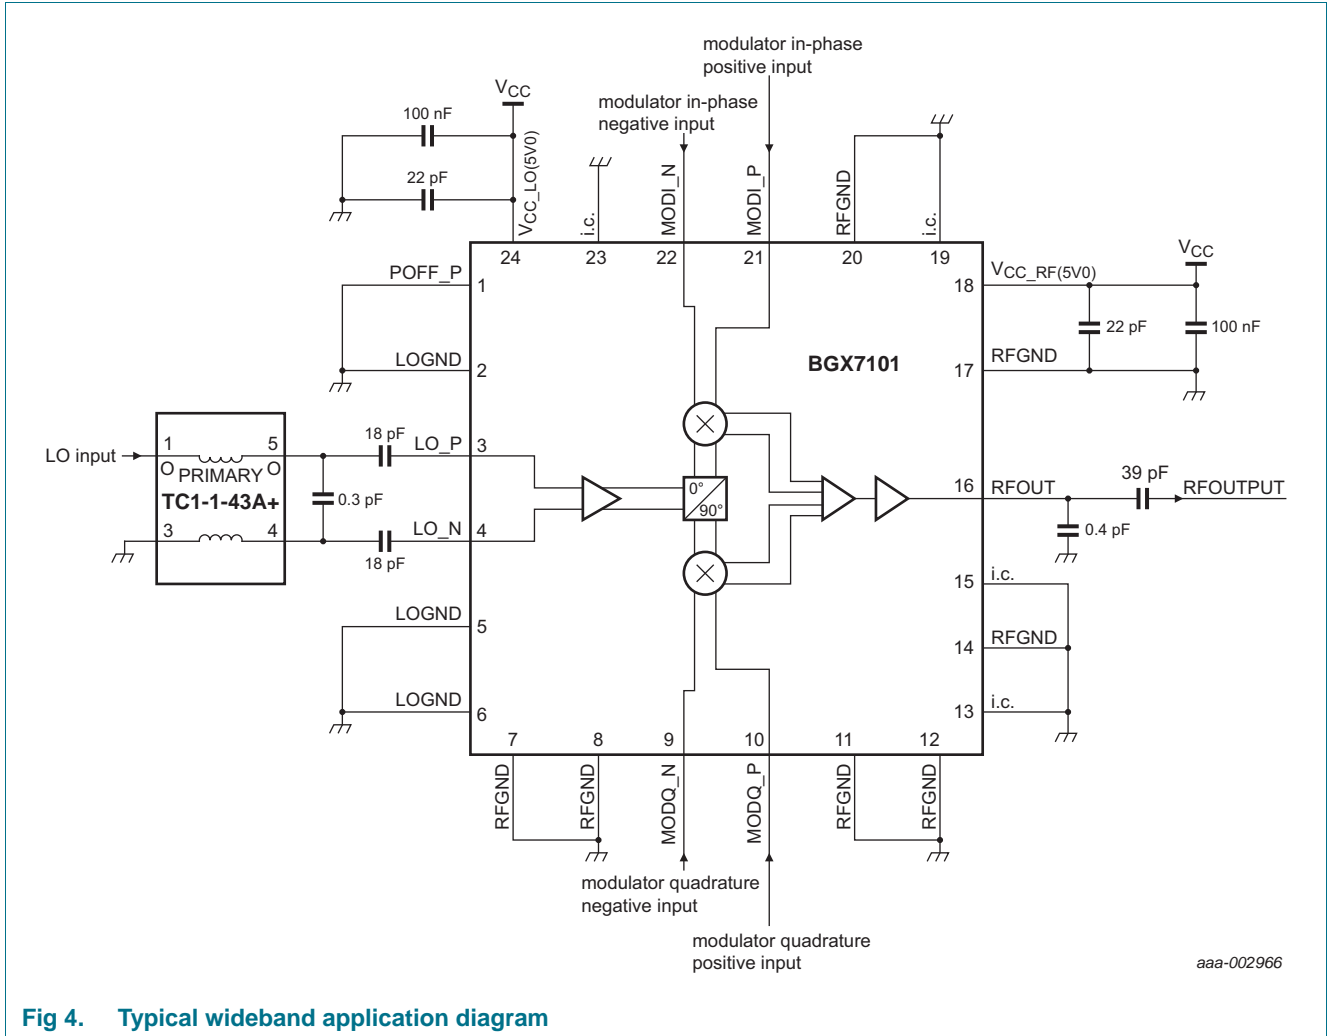 modulator in-phase
positive input
modulator in-phase
negative input
VCC
100 nF
22 pF
VCC_LO(5V0)
i.c.
MODI_N
MODI_P
RFGND
i.c.
24
23
22
21
20
19
POFF_P
1
LOGND
2
LO input
1
5
O
O
PRIMARY
TC1-1-43A+
3
4
0.3 pF
18 pF
LO_P
3
LO_N
4
18 pF
LOGND
5
LOGND
6
BGX7101
0°
90°
18
VCC_RF(5V0)
VCC
22 pF
100 nF
17
RFGND
16
RFOUT
39 pF
RFOUTPUT
0.4 pF
15
i.c.
14
RFGND
13
i.c.
7
8
9
10
11
12
RFGND
RFGND
MODQ_N
MODQ_P
RFGND
RFGND
modulator quadrature
negative input
modulator quadrature
positive input
aaa-002966
Fig 4. Typical wideband application diagram